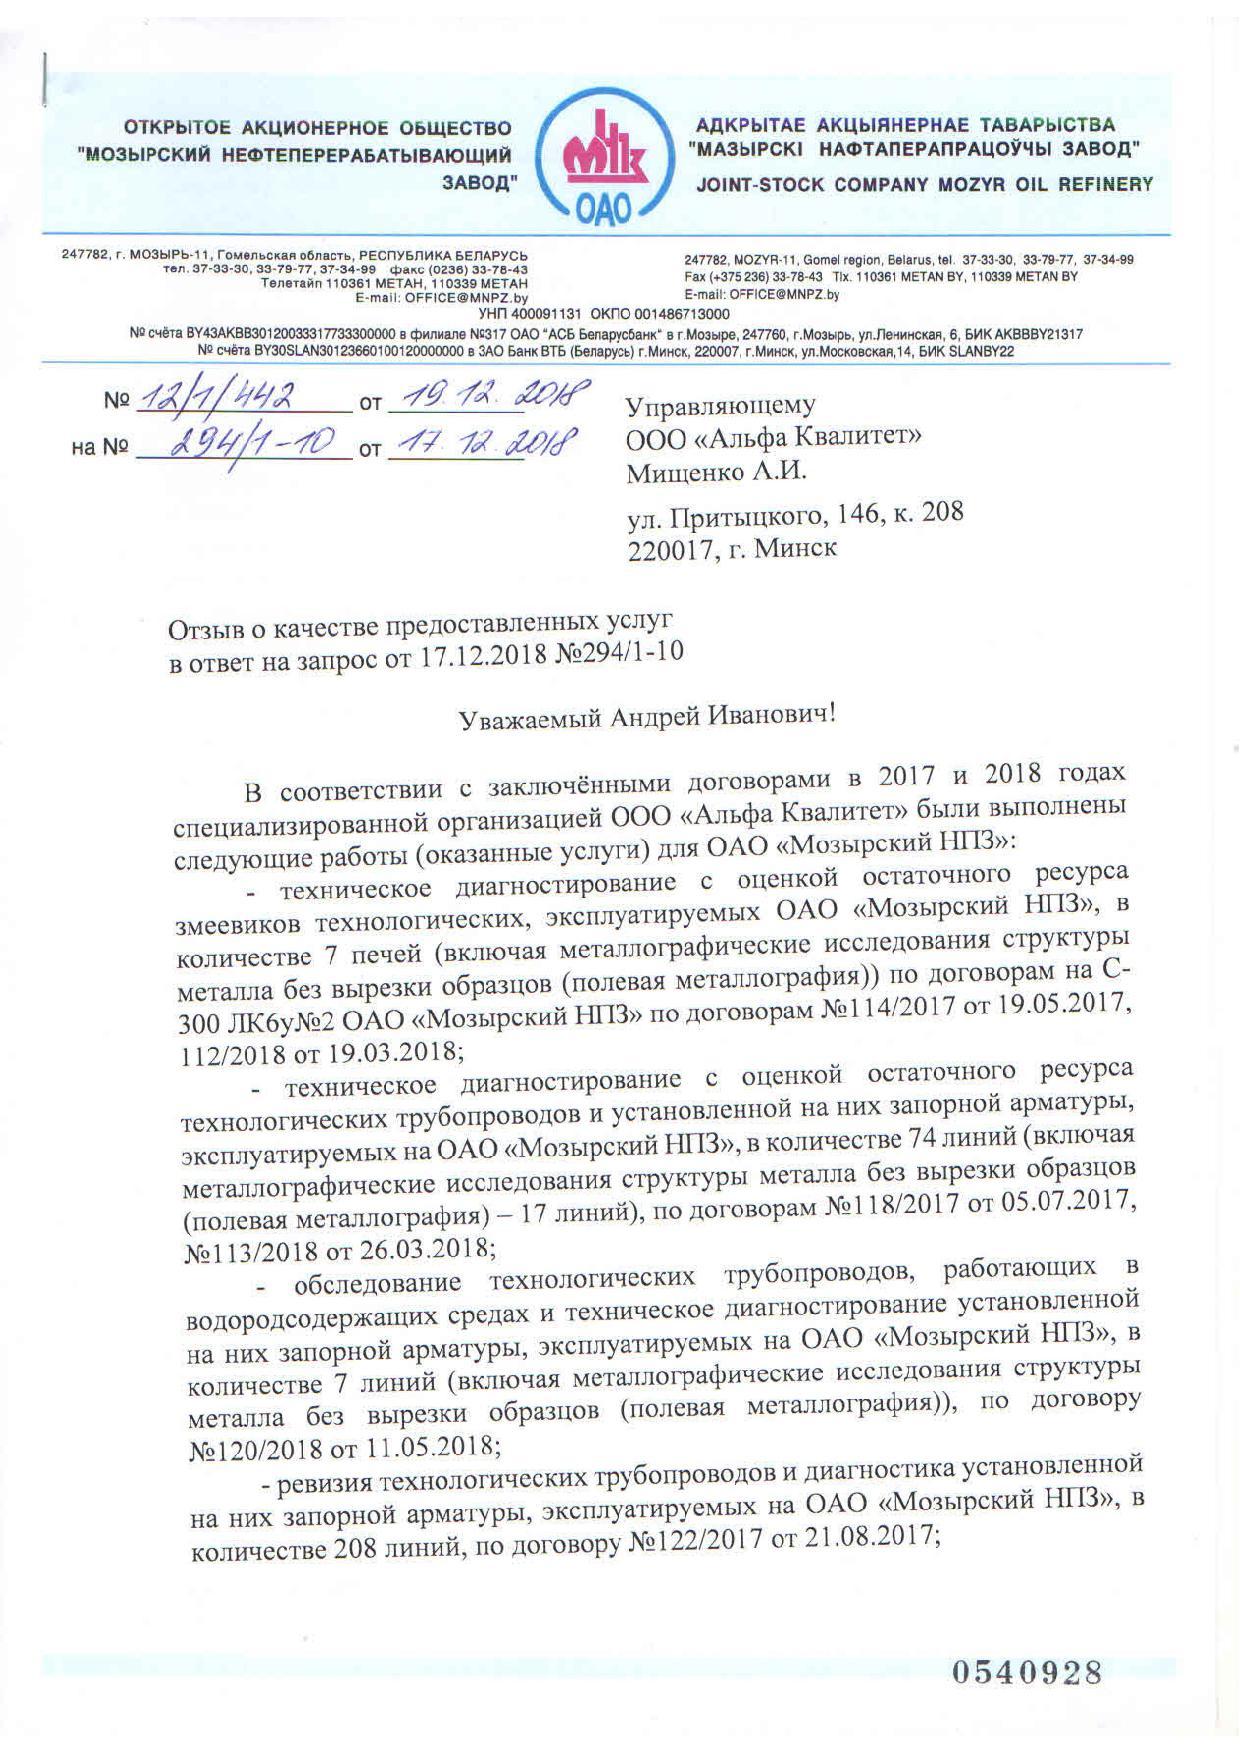 ОТКРЫТОЕ АКЦИОНЕРНОЕ ОБЩЕСТВО
"МОЗЫРСКИЙ НЕФТЕПЕРЕРАБАТЫВАЮЩИЙ
ЗАВОД"
МНПЗ
ОАО
АДКРЫТАЕ АКЦЫЯНЕРНАЕ ТАВАРЫСТВА
"МАЗЫРСКІ НАФТАПЕРАПРАЦОЎЧЫ ЗАВОД"
JOINT-STOCK COMPANY MOZYR OIL REFINERY
247782, г. МОЗЫРЬ-11, Гомельская область, РЕСПУБЛИКА БЕЛАРУСЬ
тел. 37-33-30, 33-79-77, 37-34-99 факс (0236) 33-78-43
Телетайп 110361 МЕТАН, 110339 МЕТАН
E-mail: OFFICE@MNPZ.by
247782, MOZYR-11, Gomel region, Belarus, tel. 37-33-30, 33-79-77, 37-34-99
Fax (+375 236) 33-78-43 Tlx. 110361 METAN BY, 110339 METAN BY
E-mail: OFFICE@MNPZ.by
УНП 400091131 ОКПО 001486713000
№ счёта BY43AKBB30120033317733300000 в филиале №317 ОАО "АСБ Беларусбанк" в г.Мозыре, 247760, г.Мозырь, ул.Ленинская, 6, БИК AKBBBY21317
№ счёта BY30SLAN30123660100120000000 в ЗАО Банк ВТБ (Беларусь) г.Минск, 220007, г.Минск, ул.Московская,14, БИК SLANBY22
№ 12/1/442 от 19.12.2018
на № 294/1-10 от 17.12.2018
Управляющему
ООО «Альфа Квалитет»
Мищенко А.И.
ул. Притыцкого, 146, к. 208
220017, г. Минск
Отзыв о качестве предоставленных услуг
в ответ на запрос от 17.12.2018 №294/1-10
Уважаемый Андрей Иванович!
В соответствии с заключёнными договорами в 2017 и 2018 годах
специализированной организацией ООО «Альфа Квалитет» были выполнены
следующие работы (оказанные услуги) для ОАО «Мозырский НПЗ»:
- техническое диагностирование с оценкой остаточного ресурса
змеевиков технологических, эксплуатируемых ОАО «Мозырский НПЗ», в
количестве 7 печей (включая металлографические исследования структуры
металла без вырезки образцов (полевая металлография)) по договорам на С-
300 ЛК6у№2 ОАО «Мозырский НПЗ» по договорам №114/2017 от 19.05.2017,
112/2018 от 19.03.2018;
- техническое диагностирование с оценкой остаточного ресурса
технологических трубопроводов и установленной на них запорной арматуры,
эксплуатируемых на ОАО «Мозырский НПЗ», в количестве 74 линий (включая
металлографические исследования структуры металла без вырезки образцов
(полевая металлография) – 17 линий), по договорам №118/2017 от 05.07.2017,
№113/2018 от 26.03.2018;
- обследование технологических трубопроводов, работающих в
водородсодержащих средах и техническое диагностирование установленной
на них запорной арматуры, эксплуатируемых на ОАО «Мозырский НПЗ», в
количестве 7 линий (включая металлографические исследования структуры
металла без вырезки образцов (полевая металлография)), по договору
№120/2018 от 11.05.2018;
- ревизия технологических трубопроводов и диагностика установленной
на них запорной арматуры, эксплуатируемых на ОАО «Мозырский НПЗ», в
количестве 208 линий, по договору №122/2017 от 21.08.2017;
0540928